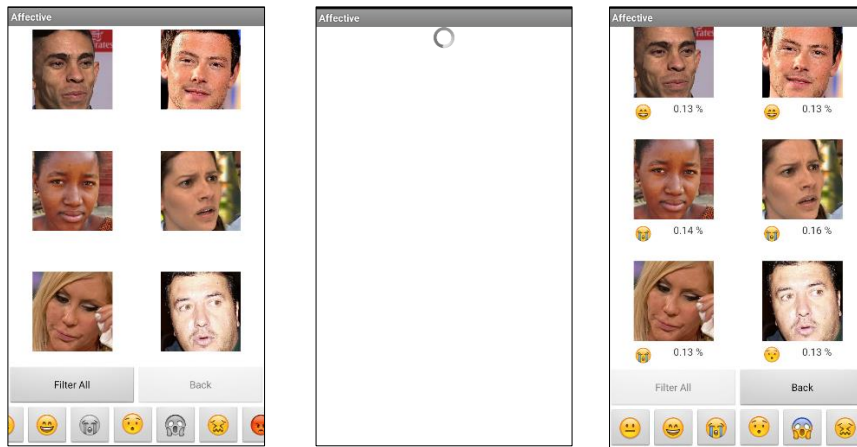 Affective
Filter All
Back
Affective
Affective
0.13 %
0.13 %
0.14 %
0.16 %
0.13 %
0.13 %
Filter All
Back